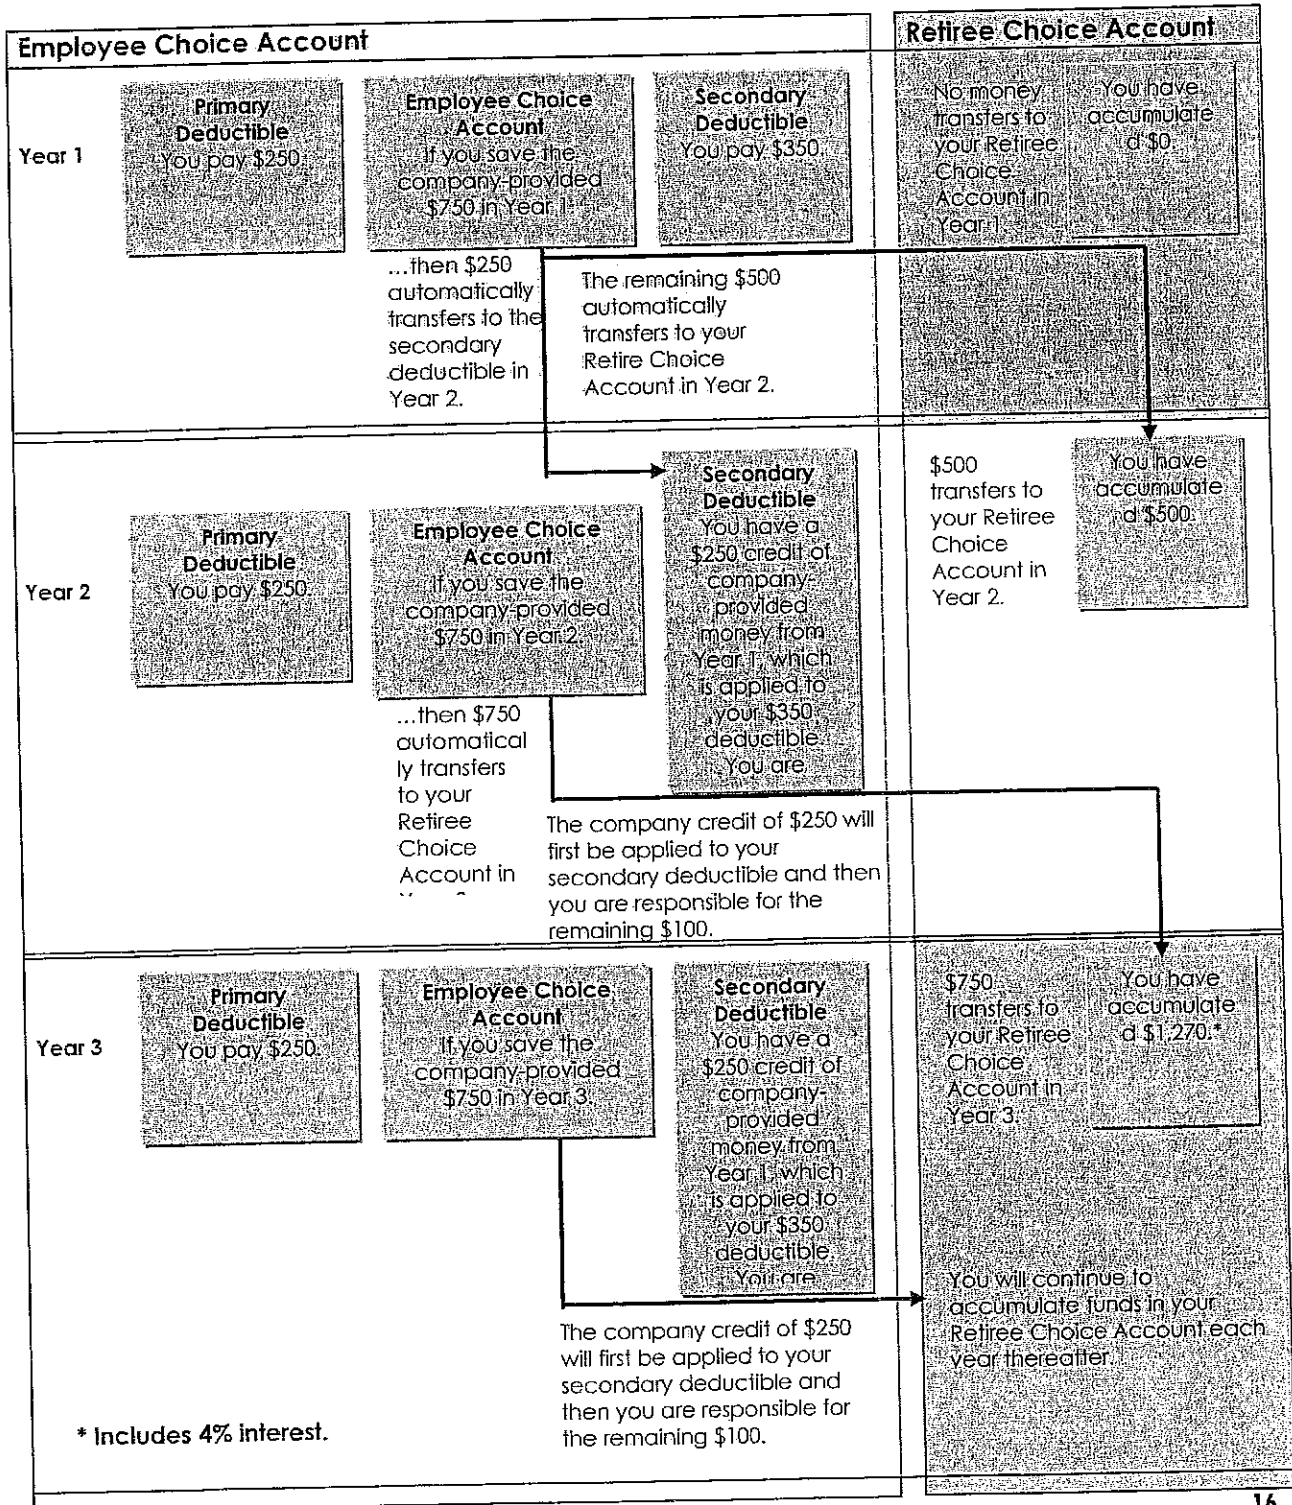 Employee Choice Account
Retiree Choice Account
Year 1
Primary
Deductible
You pay $250.
Employee Choice
Account
If you save the
company-provided
$750 in Year 1
Secondary
Deductible
You pay $350.
No money
transfers to
your Retiree
Choice
Account in
Year 1.
You have
accumulate
d $0.
...then $250
automatically
transfers to the
secondary
deductible in
Year 2.
The remaining $500
automatically
transfers to your
Retire Choice
Account in Year 2.
Year 2
Primary
Deductible
You pay $250.
Employee Choice
Account
If you save the
company-provided
$750 in Year 2.
Secondary
Deductible
You have a
$250 credit of
company-
provided
money from
Year 1, which
is applied to
your $350
deductible.
You are
$500
transfers to
your Retiree
Choice
Account in
Year 2.
You have
accumulate
d $500.
...then $750
automatical
ly transfers
to your
Retiree
Choice
Account in
The company credit of $250 will
first be applied to your
secondary deductible and then
you are responsible for the
remaining $100.
Year 3
Primary
Deductible
You pay $250.
Employee Choice
Account
If you save the
company-provided
$750 in Year 3.
Secondary
Deductible
You have a
$250 credit of
company-
provided
money from
Year 1, which
is applied to
your $350
deductible.
You are
$750
transfers to
your Retiree
Choice
Account in
Year 3.
You have
accumulate
d $1,270.*
The company credit of $250
will first be applied to your
secondary deductible and
then you are responsible for
the remaining $100.
You will continue to
accumulate funds in your
Retiree Choice Account each
year thereafter.
* Includes 4% interest.
16